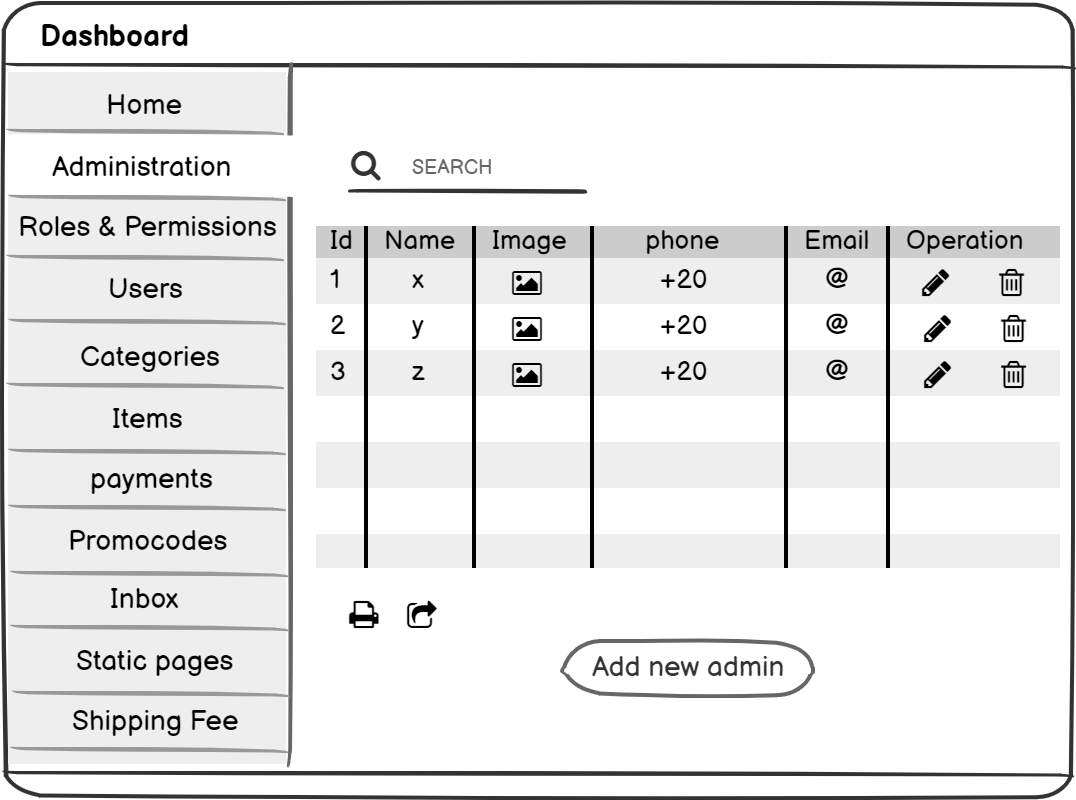 Dashboard
Home
Administration
Roles & Permissions
Users
Categories
Items
payments
Promocodes
Inbox
Static pages
Shipping Fee
SEARCH
Id Name Image phone Email Operation
1 x +20 @
2 y +20 @
3 z +20 @
Add new admin